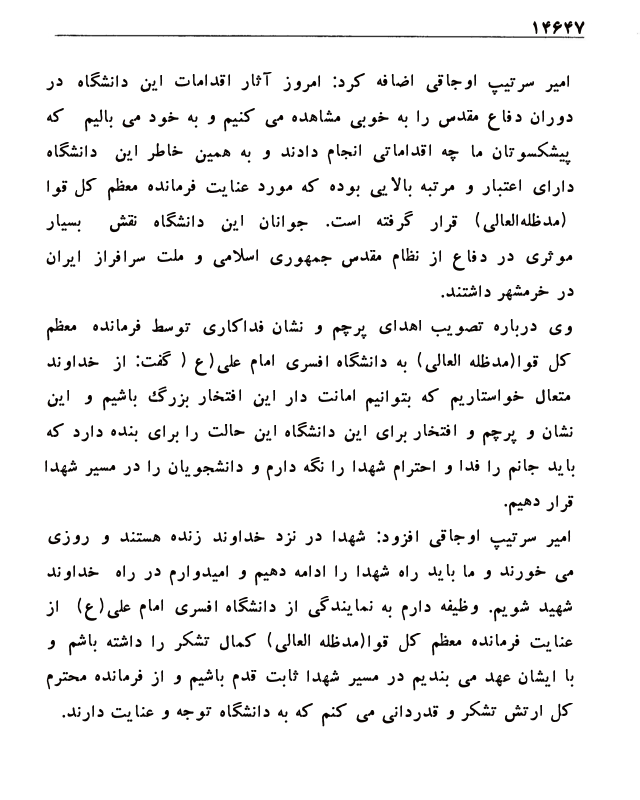 ۱۴۶۴۷
امیر سرتیپ اوجاقی اضافه کرد: امروز آثار اقدامات این دانشگاه در
دوران دفاع مقدس را به خوبی مشاهده می کنیم و به خود می بالیم که
پیشکسوتان ما چه اقداماتی انجام دادند و به همین خاطر این دانشگاه
دارای اعتبار و مرتبه بالایی بوده که مورد عنایت فرمانده معظم کل قوا
(مدظله‌العالی) قرار گرفته است. جوانان این دانشگاه نقش بسیار
موثری در دفاع از نظام مقدس جمهوری اسلامی و ملت سرافراز ایران
در خرمشهر داشتند.
وی درباره تصویب اهدای پرچم و نشان فداکاری توسط فرمانده معظم
کل قوا(مدظله العالی) به دانشگاه افسری امام علی(ع ( گفت: از خداوند
متعال خواستاریم که بتوانیم امانت دار این افتخار بزرگ باشیم و این
نشان و پرچم و افتخار برای این دانشگاه این حالت را برای بنده دارد که
باید جانم را فدا و احترام شهدا را نگه دارم و دانشجویان را در مسیر شهدا
قرار دهیم.
امیر سرتیپ اوجاقی افزود: شهدا در نزد خداوند زنده هستند و روزی
می خورند و ما باید راه شهدا را ادامه دهیم و امیدوارم در راه خداوند
شهید شویم. وظیفه دارم به نمایندگی از دانشگاه افسری امام علی(ع) از
عنایت فرمانده معظم کل قوا(مدظله العالی) کمال تشکر را داشته باشم و
با ایشان عهد می بندیم در مسیر شهدا ثابت قدم باشیم و از فرمانده محترم
کل ارتش تشکر و قدردانی می کنم که به دانشگاه توجه و عنایت دارند.